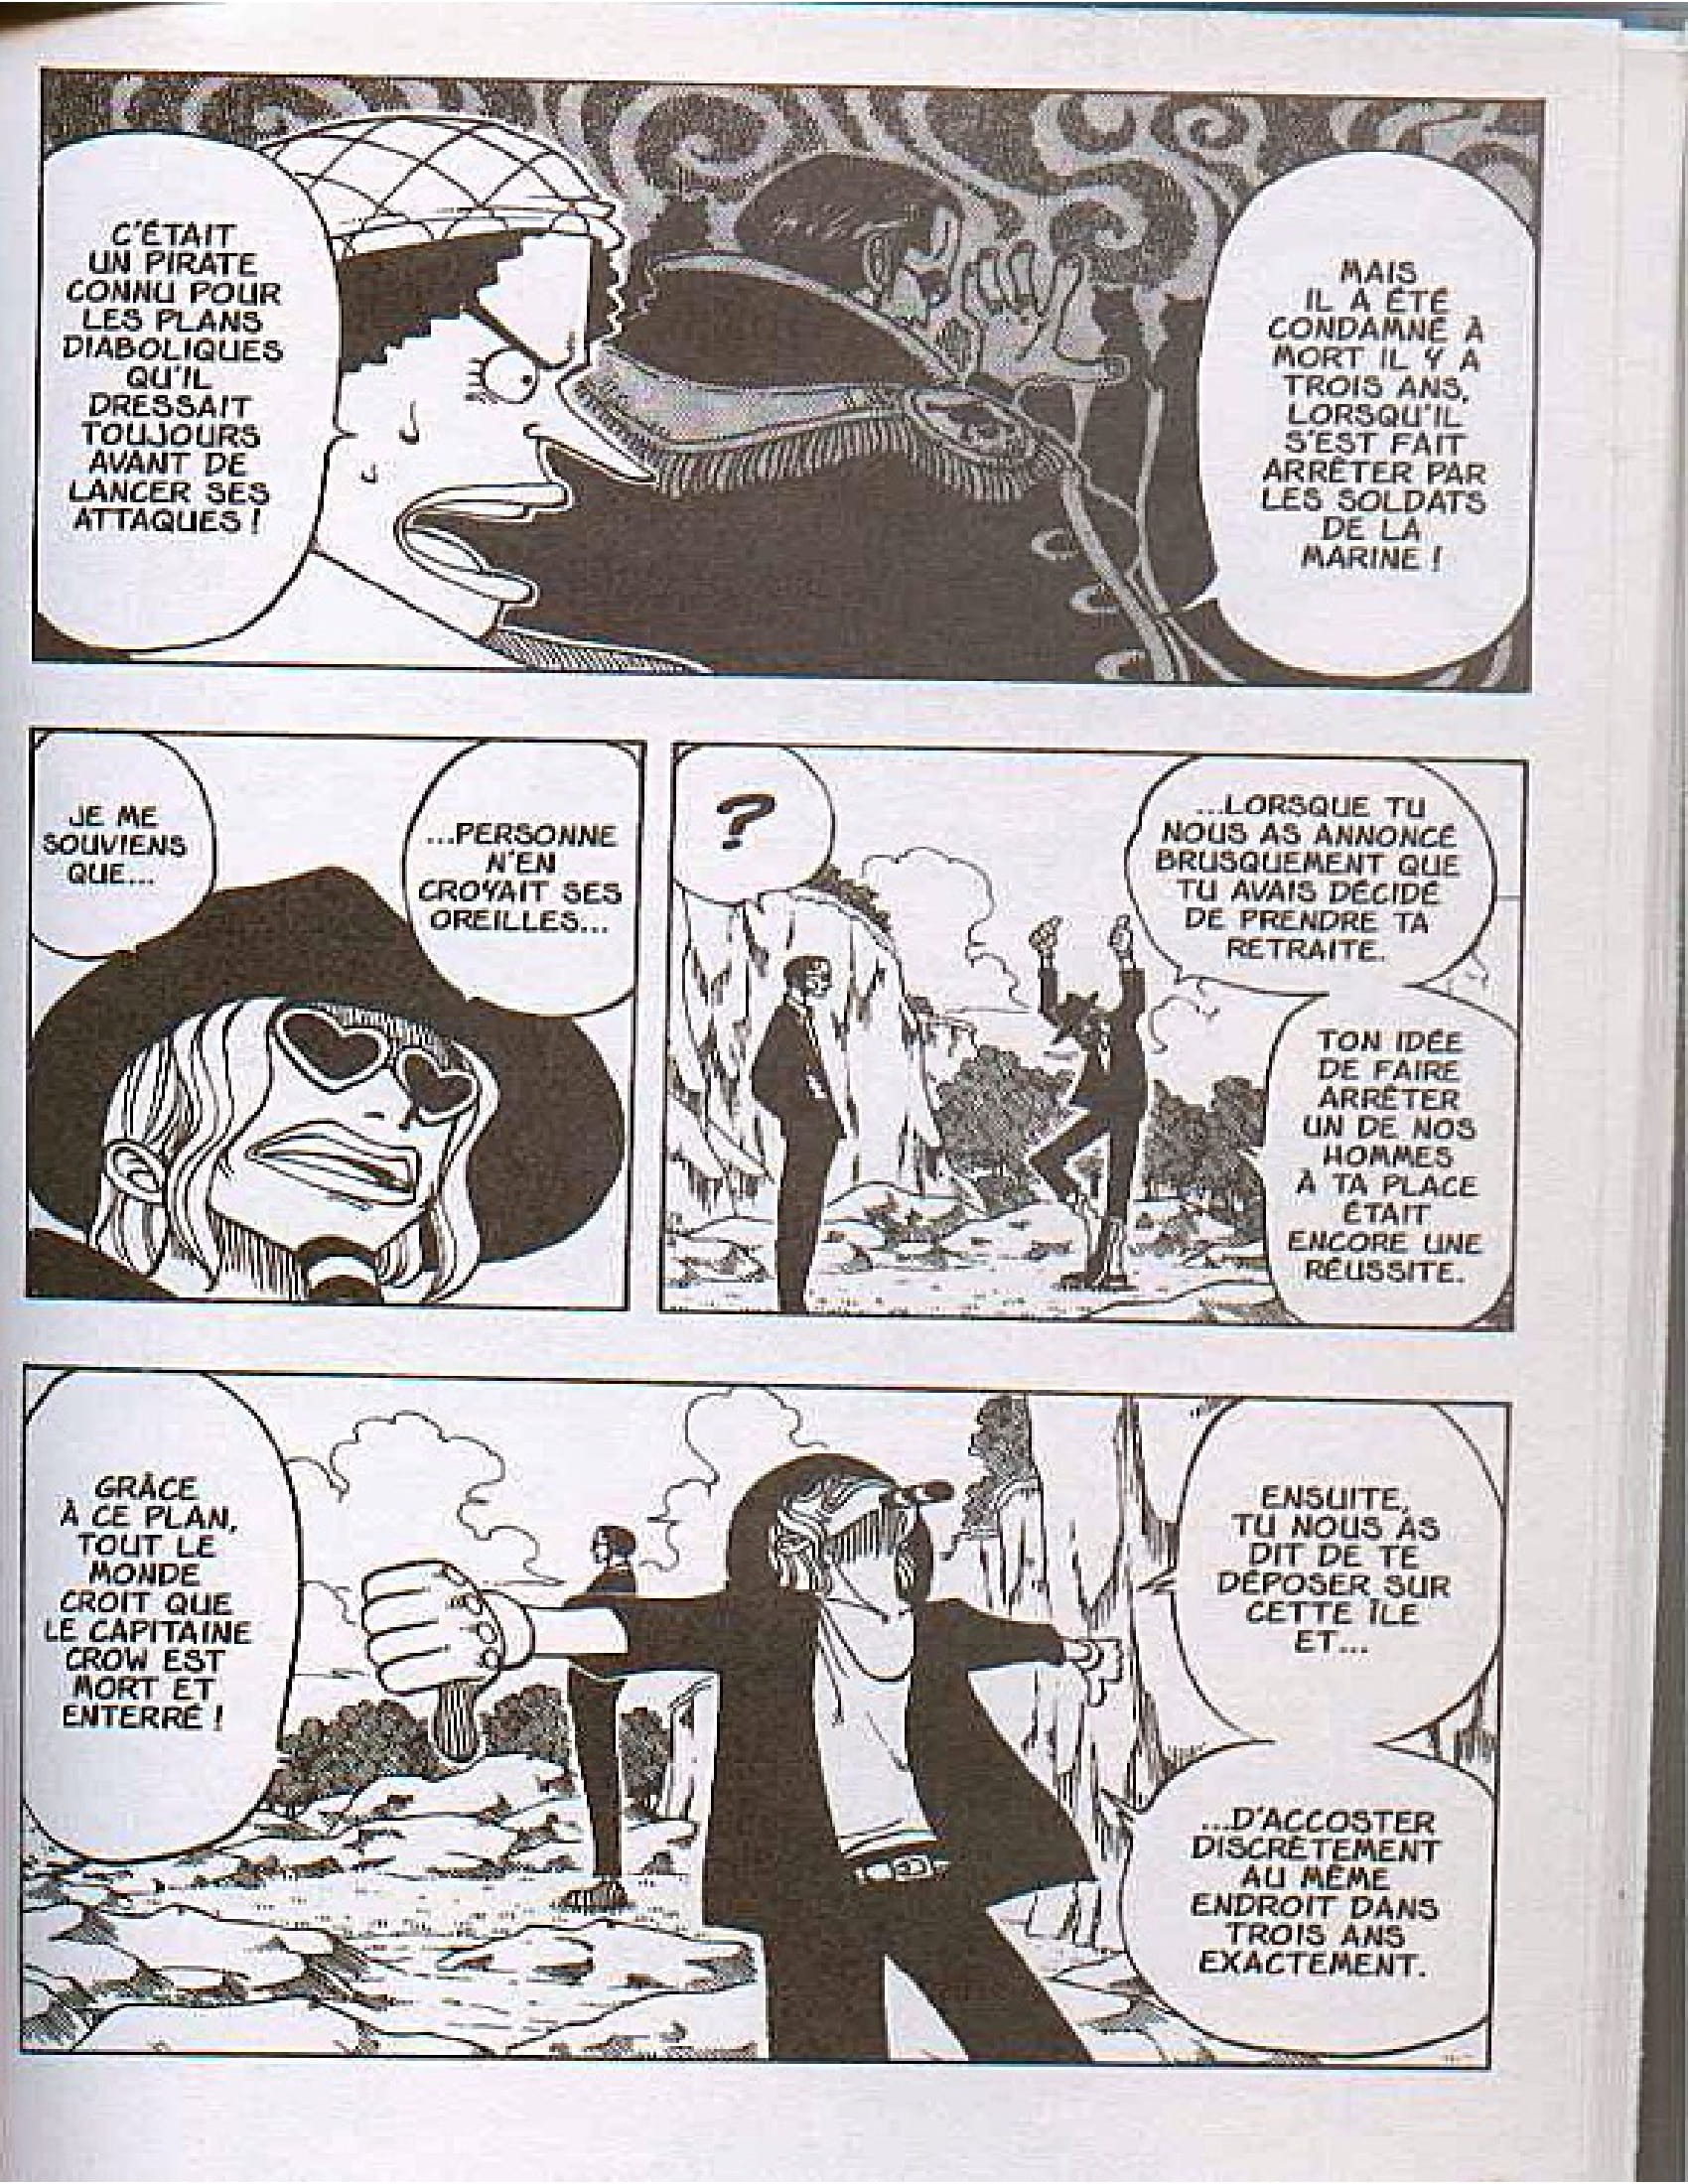 C'ÉTAIT
UN PIRATE
CONNU POUR
LES PLANS
DIABOLIQUES
QU'IL
DRESSAIT
TOUJOURS
AVANT DE
LANCER SES
ATTAQUES !
MAIS
IL A ÉTÉ
CONDAMNÉ À
MORT IL Y A
TROIS ANS,
LORSQU'IL
S'EST FAIT
ARRÊTER PAR
LES SOLDATS
DE LA
MARINE !
JE ME
SOUVIENS
QUE...
...PERSONNE
N'EN
CROYAIT SES
OREILLES...
?
...LORSQUE TU
NOUS AS ANNONCÉ
BRUSQUEMENT QUE
TU AVAIS DÉCIDÉ
DE PRENDRE TA
RETRAITE.
TON IDÉE
DE FAIRE
ARRÊTER
UN DE NOS
HOMMES
À TA PLACE
ÉTAIT
ENCORE UNE
RÉUSSITE.
GRÂCE
À CE PLAN,
TOUT LE
MONDE
CROIT QUE
LE CAPITAINE
CROW EST
MORT ET
ENTERRÉ !
ENSUITE,
TU NOUS AS
DIT DE TE
DÉPOSER SUR
CETTE ÎLE
ET...
...D'ACCOSTER
DISCRÈTEMENT
AU MÊME
ENDROIT DANS
TROIS ANS
EXACTEMENT.